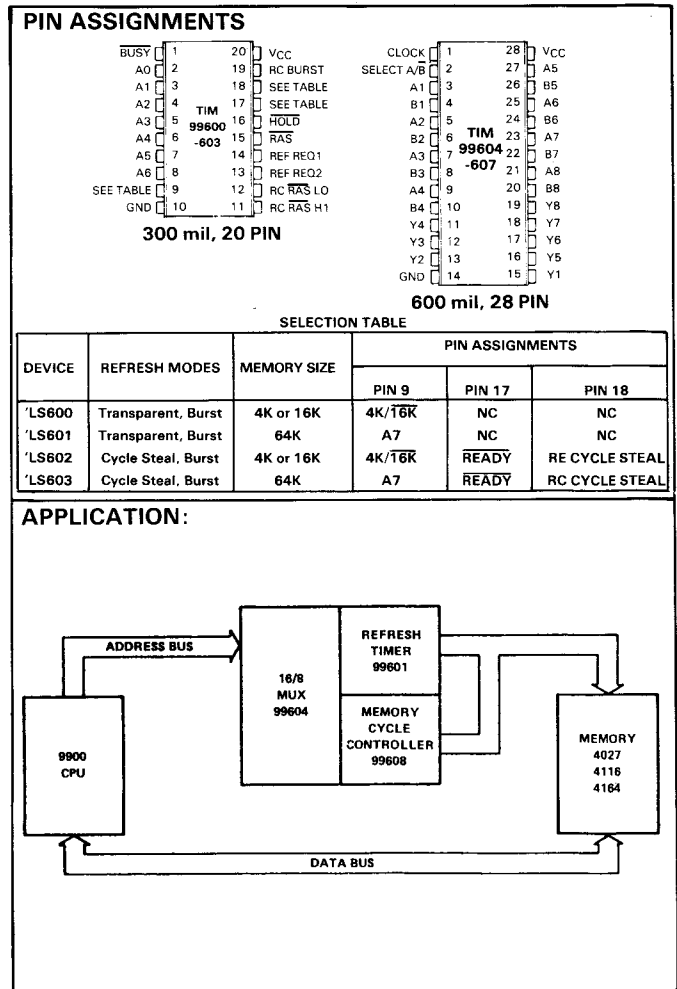 PIN ASSIGNMENTS
BUSY 1 20 VCC
A0 2 19 RC BURST
A1 3 18 SEE TABLE
A2 4 17 SEE TABLE
A3 5 16 HOLD
A4 6 15 RAS
A5 7 14 REF REQ1
A6 8 13 REF REQ2
SEE TABLE 9 12 RC RAS LO
GND 10 11 RC RAS H1
TIM
99600
-603
300 mil, 20 PIN
CLOCK 1 28 VCC
SELECT A/B 2 27 A5
A1 3 26 B5
B1 4 25 A6
A2 5 24 B6
B2 6 23 A7
A3 7 22 B7
B3 8 21 A8
A4 9 20 B8
B4 10 19 Y8
Y4 11 18 Y7
Y3 12 17 Y6
Y2 13 16 Y5
GND 14 15 Y1
TIM
99604
-607
600 mil, 28 PIN
SELECTION TABLE
DEVICE REFRESH MODES MEMORY SIZE PIN ASSIGNMENTS
PIN 9 PIN 17 PIN 18
'LS600 Transparent, Burst 4K or 16K 4K/16K NC NC
'LS601 Transparent, Burst 64K A7 NC NC
'LS602 Cycle Steal, Burst 4K or 16K 4K/16K READY RE CYCLE STEAL
'LS603 Cycle Steal, Burst 64K A7 READY RC CYCLE STEAL
APPLICATION:
ADDRESS BUS
9900
CPU
16/8
MUX
99604
REFRESH
TIMER
99601
MEMORY
CYCLE
CONTROLLER
99608
MEMORY
4027
4116
4164
DATA BUS